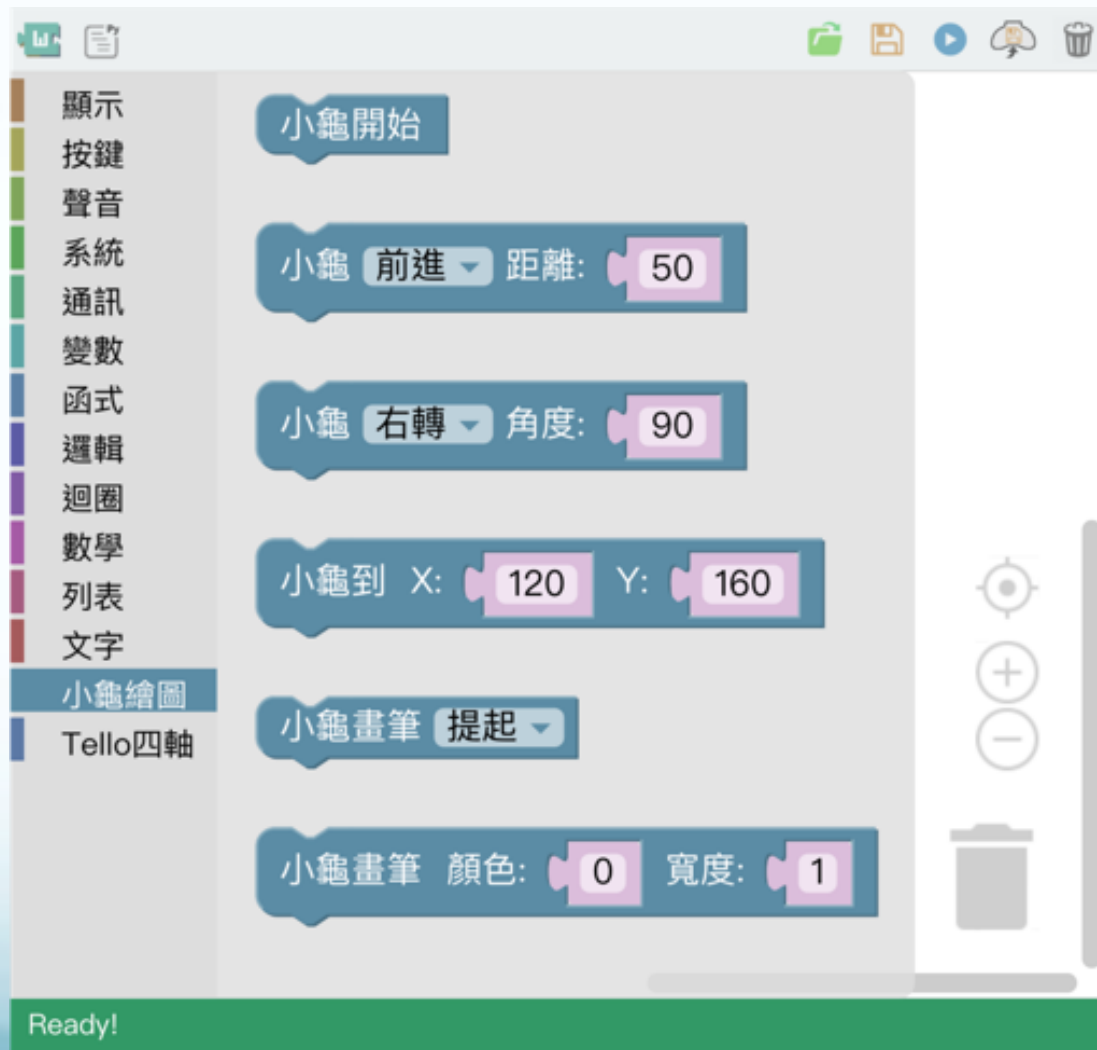 顯示
按鍵
聲音
系統
通訊
變數
函式
邏輯
迴圈
數學
列表
文字
小龜繪圖
Tello四軸
小龜開始
小龜 前進 距離: 50
小龜 右轉 角度: 90
小龜到 X: 120 Y: 160
小龜畫筆 提起
小龜畫筆 顏色: 0 寬度: 1
Ready!